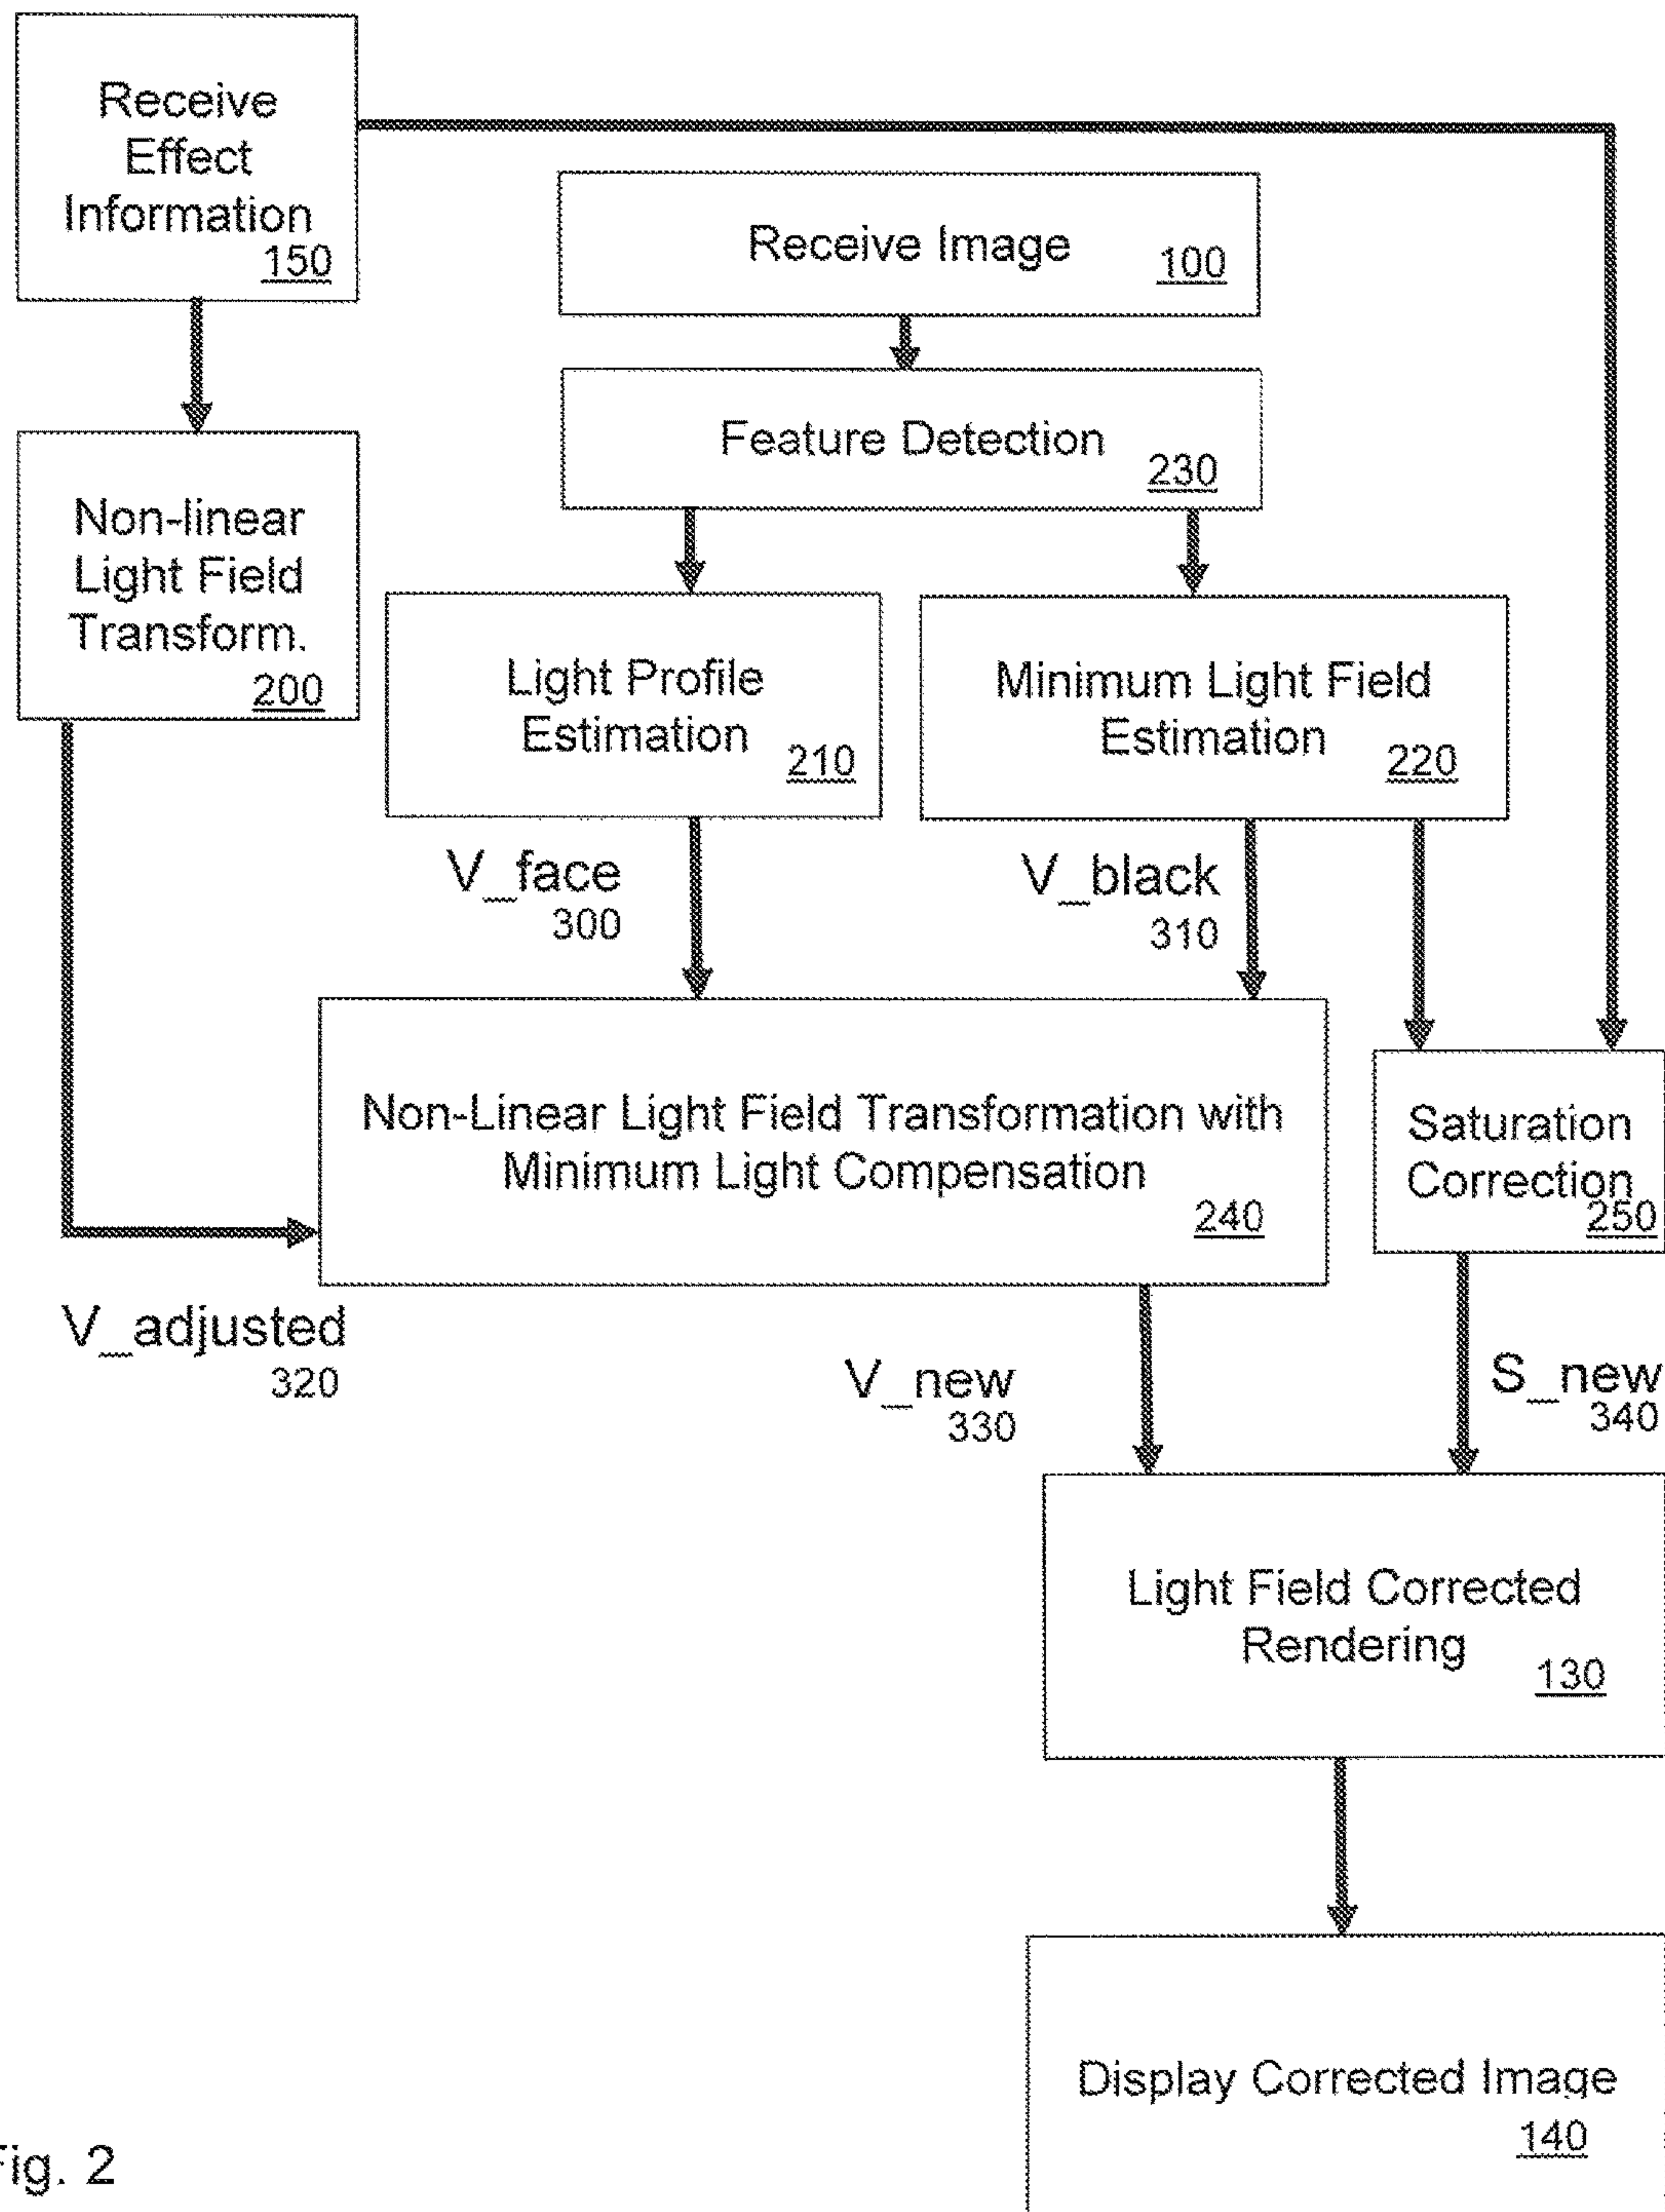 Receive
Effect
Information
150
Receive Image
100
Feature Detection
230
Non-linear
Light Field
Transform.
200
Light Profile
Estimation
210
Minimum Light Field
Estimation
220
V_face
300
V_black
310
Non-Linear Light Field Transformation with
Minimum Light Compensation
240
Saturation
Correction
250
V_adjusted
320
V_new
330
S_new
340
Light Field Corrected
Rendering
130
Display Corrected Image
140
Fig. 2